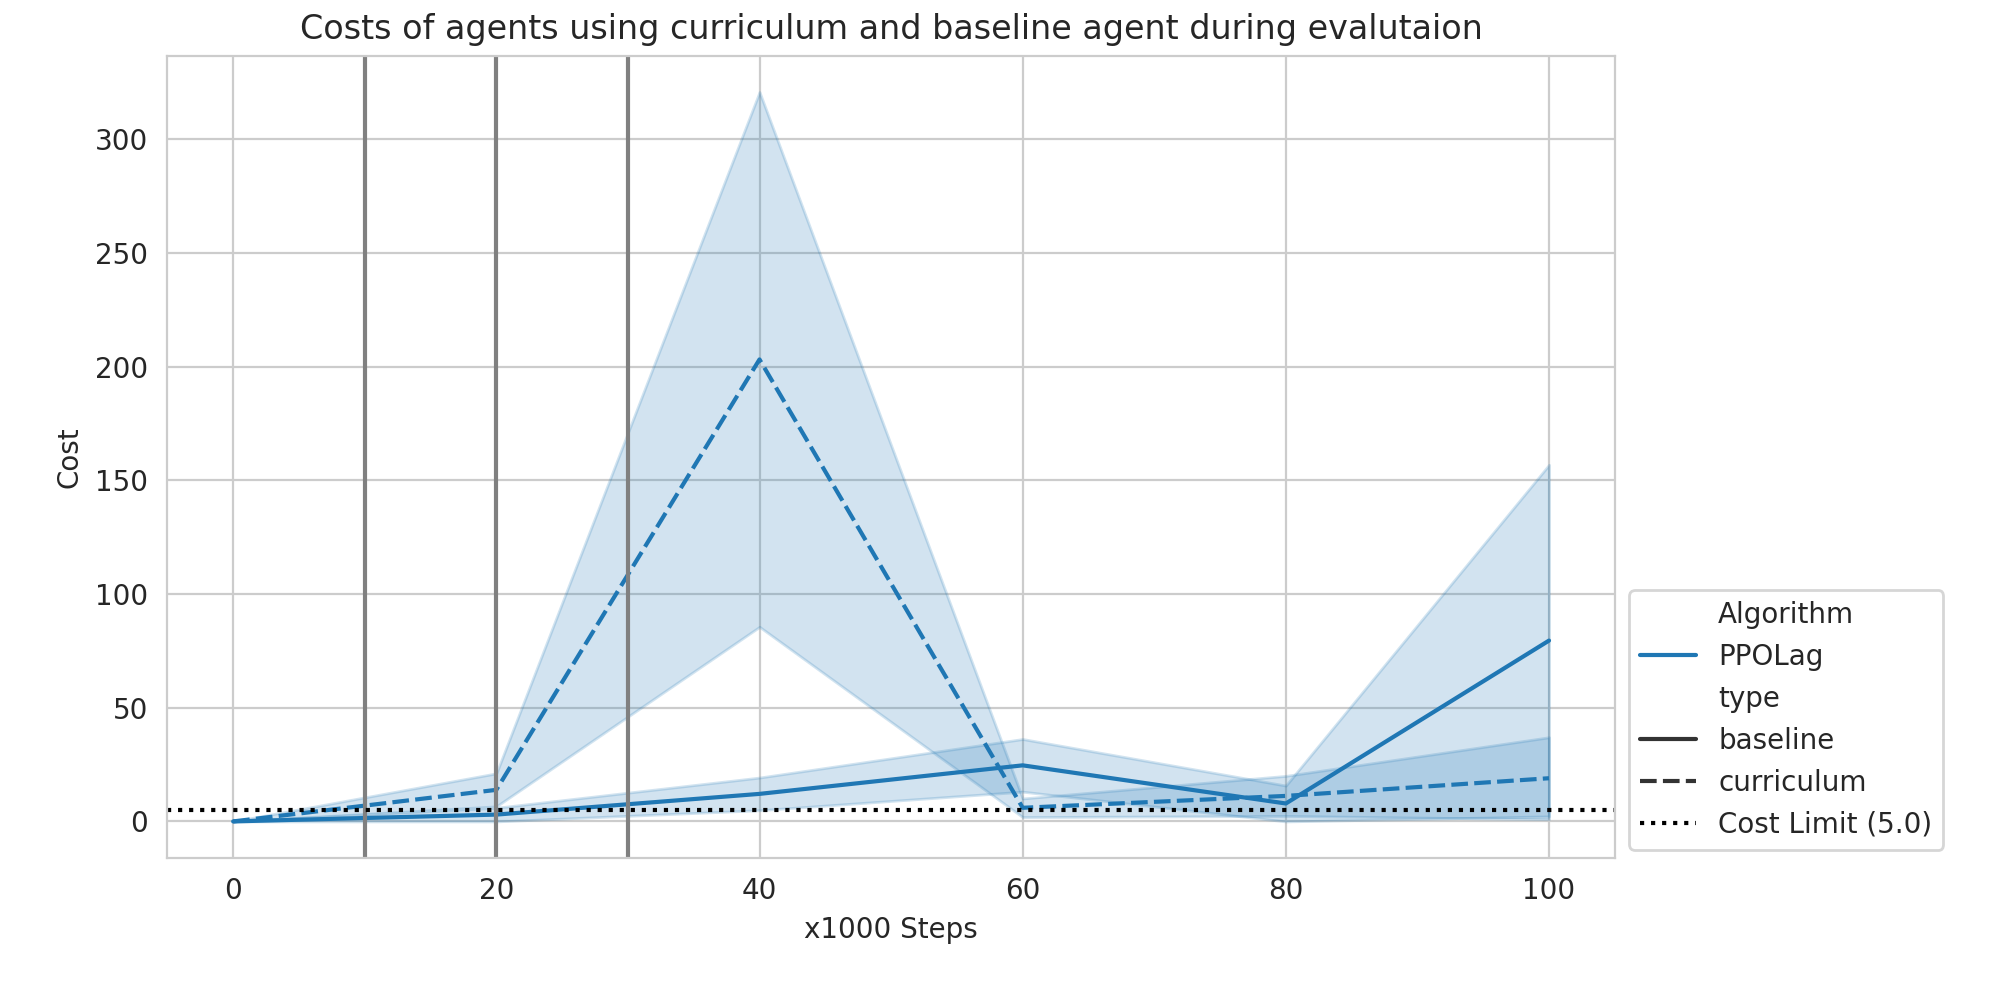 Costs of agents using curriculum and baseline agent during evalutaion
300
250
200
150
100
50
0
Cost
0 20 40 60 80 100
x1000 Steps
Algorithm
PPOLag
type
baseline
curriculum
Cost Limit (5.0)